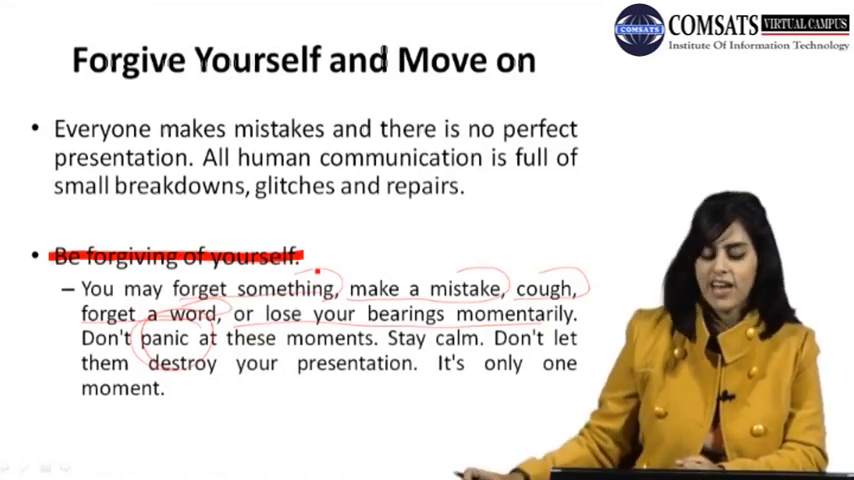 COMSATS VIRTUAL CAMPUS
COMSATS
Institute Of Information Technology
Forgive Yourself and Move on
• Everyone makes mistakes and there is no perfect
presentation. All human communication is full of
small breakdowns, glitches and repairs.
• Be forgiving of yourself.
– You may forget something, make a mistake, cough,
forget a word, or lose your bearings momentarily.
Don't panic at these moments. Stay calm. Don't let
them destroy your presentation. It's only one
moment.